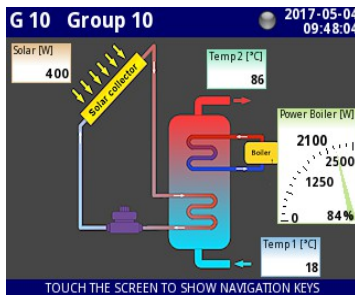 G 10 Group 10
2017-05-04
09:48:04
Solar [W]
400
Solar collector
Temp2 [°C]
86
Power Boiler [W]
2100
2500
1250
0
84%
Boiler
Temp1 [°C]
18
TOUCH THE SCREEN TO SHOW NAVIGATION KEYS